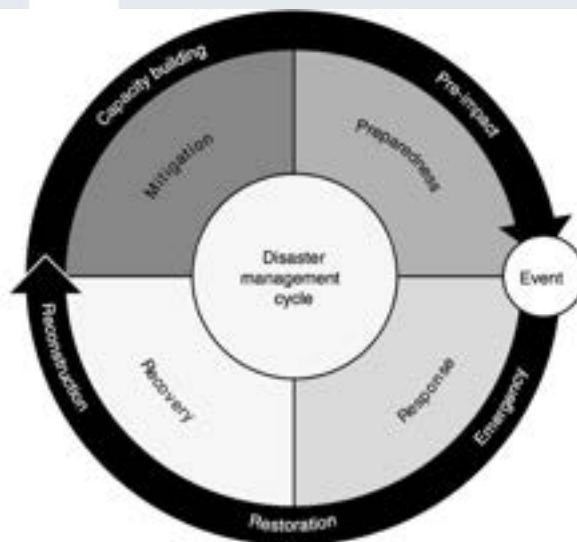 Capacity building
Pre-impact
Mitigation
Preparedness
Disaster
management
cycle
Event
Reconstruction
Recovery
Response
Emergency
Restoration